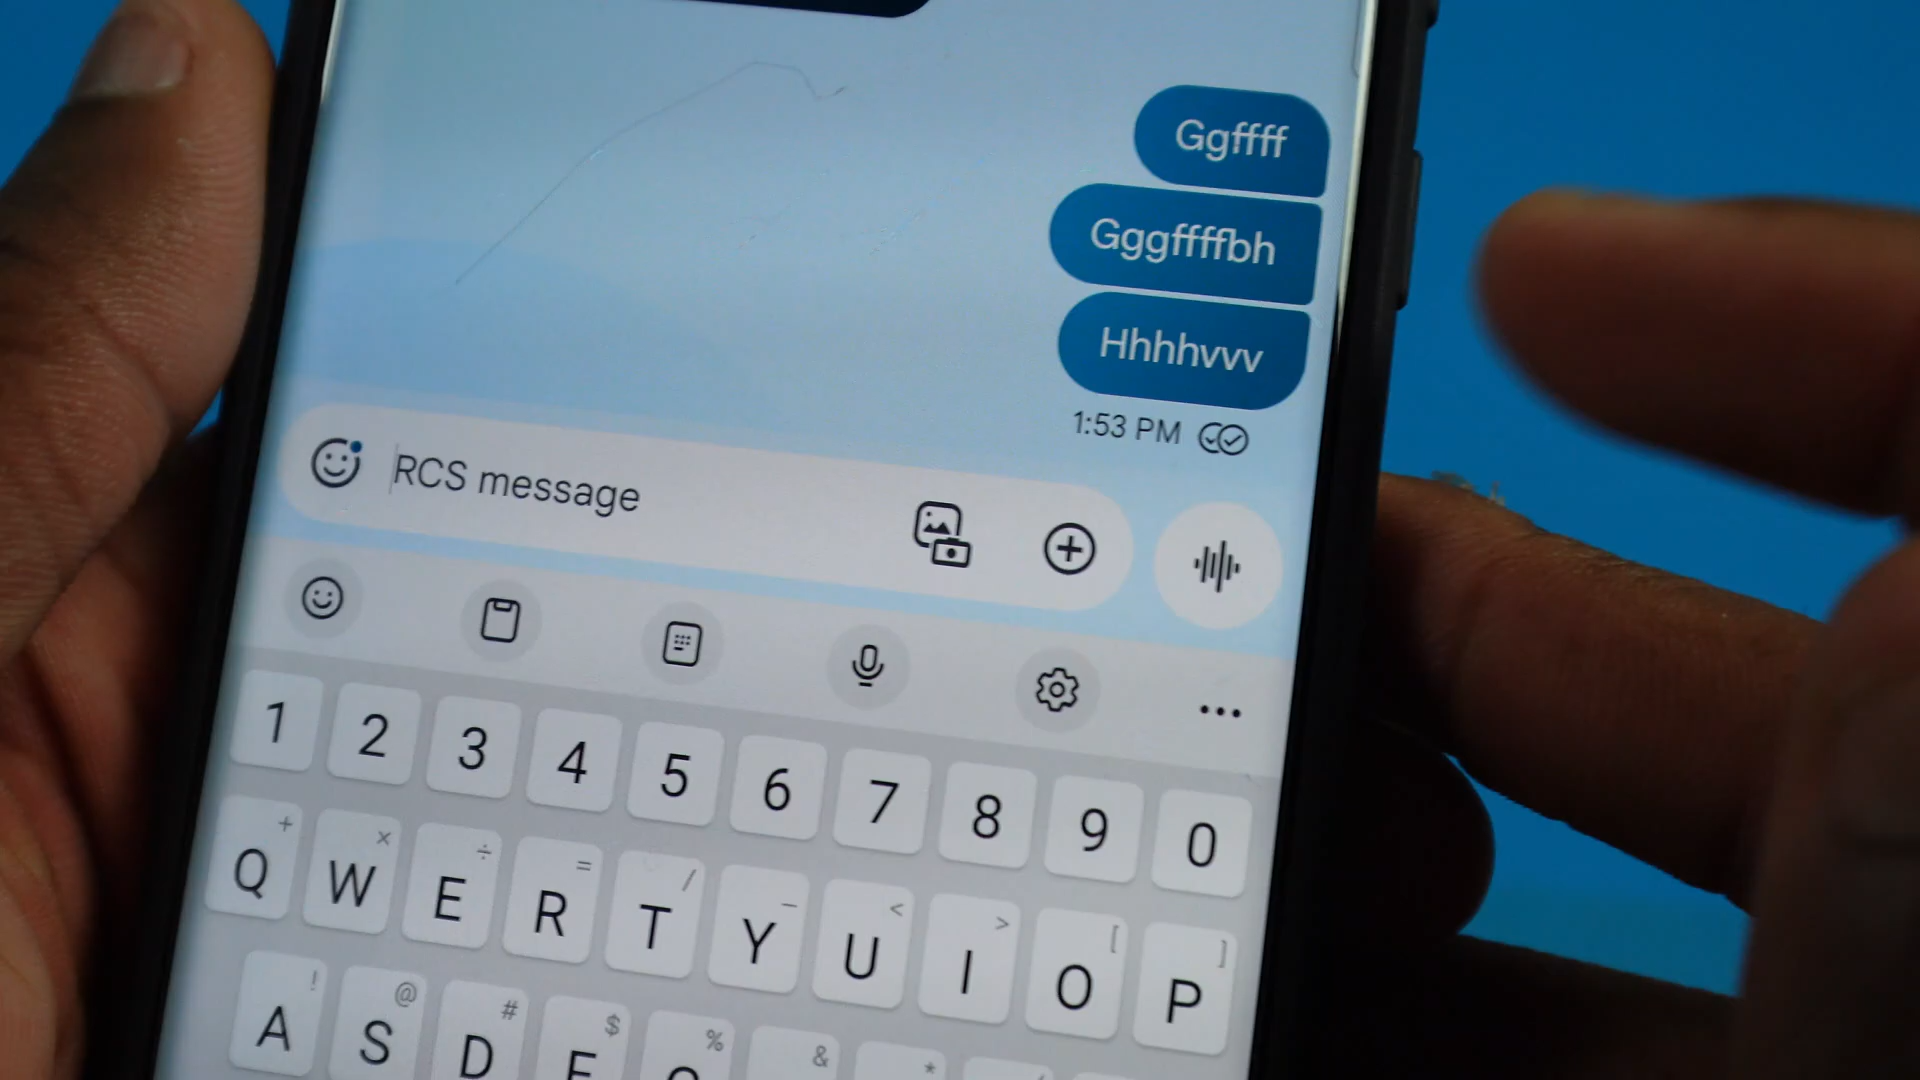 Ggffff
Gggffffbh
Hhhhvvv
1:53 PM
RCS message
1 2 3 4 5 6 7 8 9 0
+ × ÷ = / _ < > [ ]
Q W E R T Y U I O P
! @ # $ % & *
A S D F